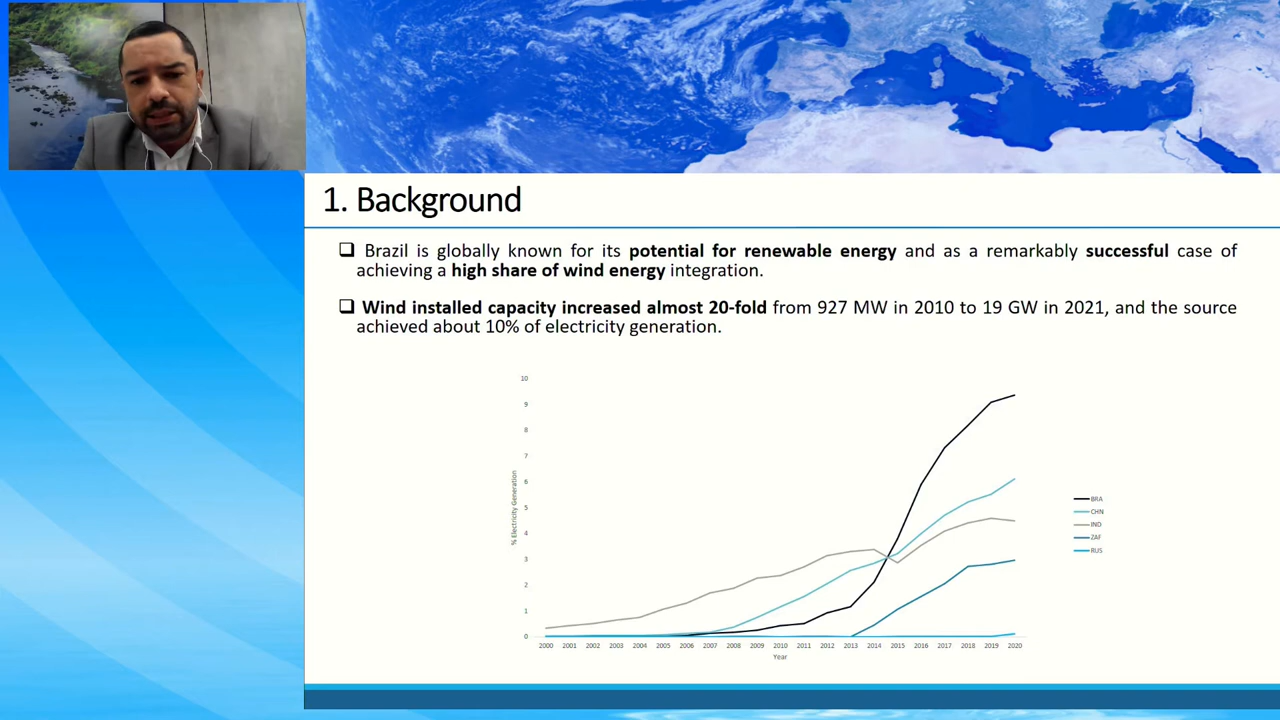 1. Background
❑ Brazil is globally known for its potential for renewable energy and as a remarkably successful case of
achieving a high share of wind energy integration.
❑ Wind installed capacity increased almost 20-fold from 927 MW in 2010 to 19 GW in 2021, and the source
achieved about 10% of electricity generation.
10
9
8
7
6
5
4
3
2
1
0
% Electricity Generation
2000 2001 2002 2003 2004 2005 2006 2007 2008 2009 2010 2011 2012 2013 2014 2015 2016 2017 2018 2019 2020
Year
BRA
CHN
IND
ZAF
RUS